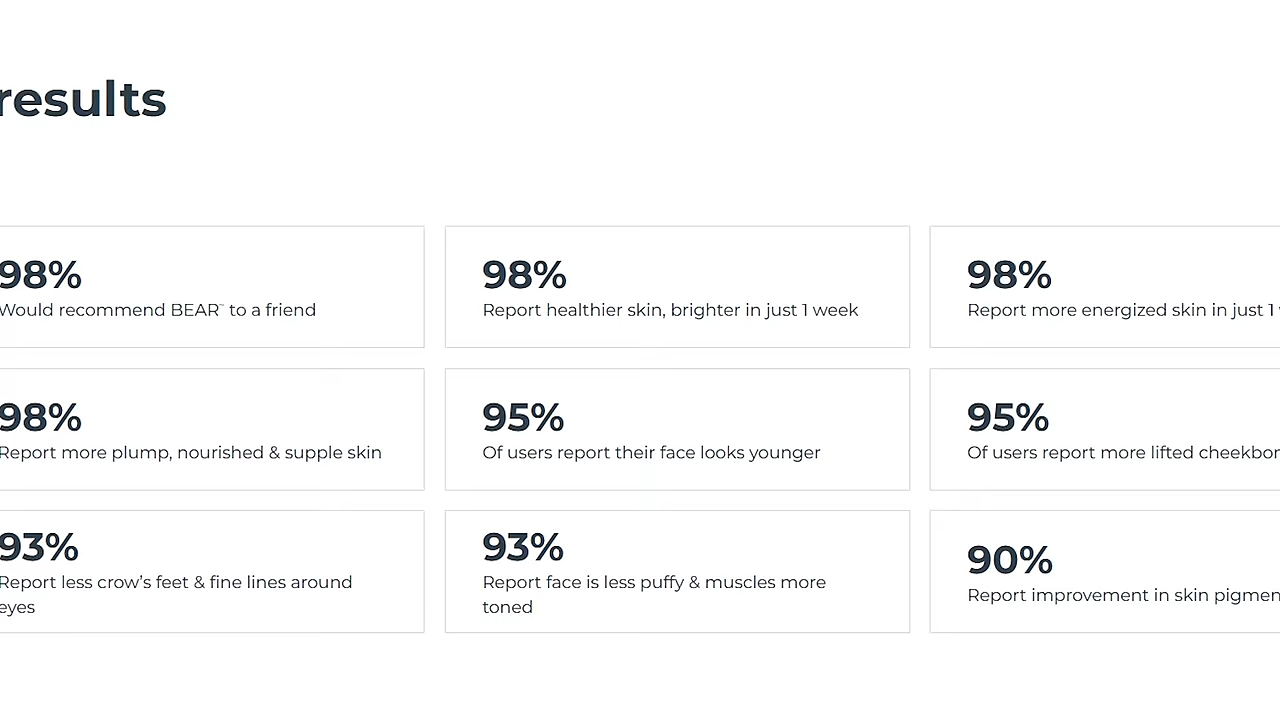 results
98%
Would recommend BEAR™ to a friend
98%
Report healthier skin, brighter in just 1 week
98%
Report more energized skin in just 1
98%
Report more plump, nourished & supple skin
95%
Of users report their face looks younger
95%
Of users report more lifted
93%
Report less crow’s feet & fine lines around
eyes
93%
Report face is less puffy & muscles more
toned
90%
Report improvement in skin